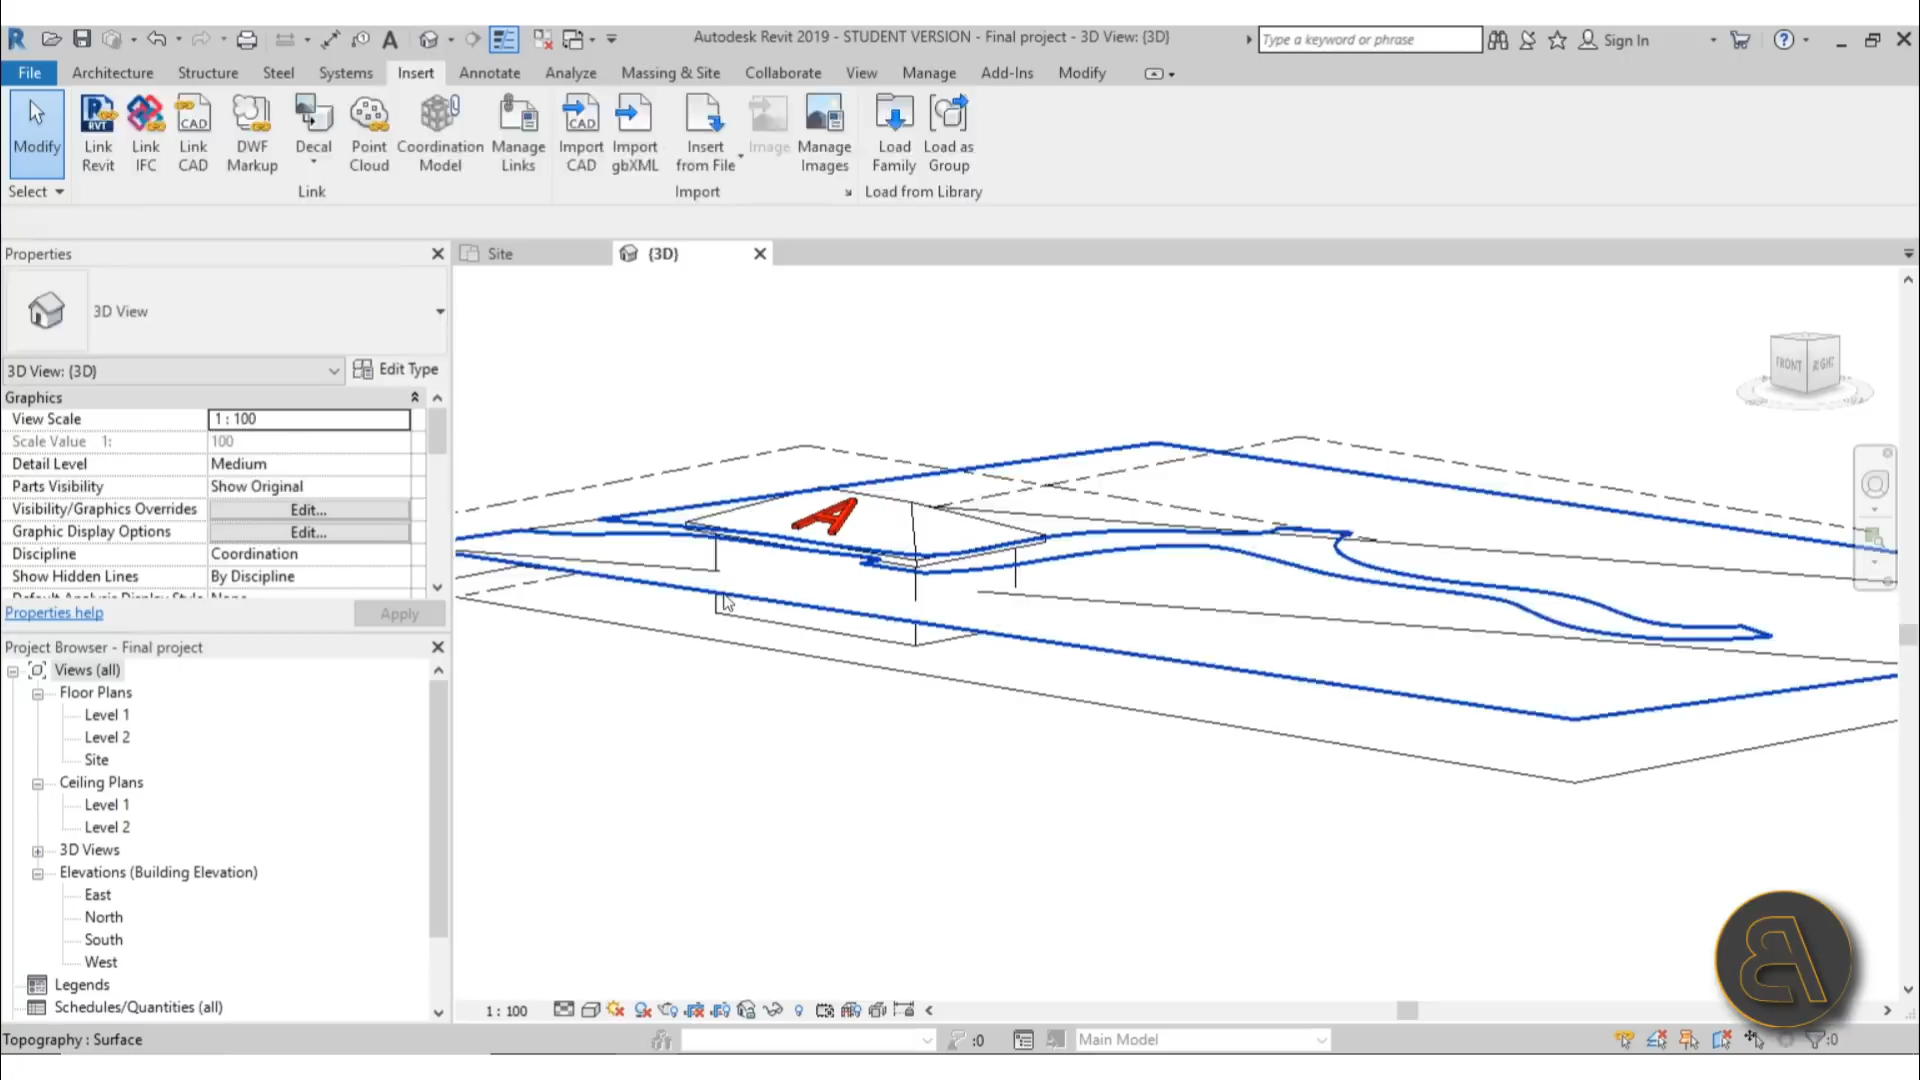 Autodesk Revit 2019 - STUDENT VERSION - Final project - 3D View: {3D}
Type a keyword or phrase
Sign In
File Architecture Structure Steel Systems Insert Annotate Analyze Massing & Site Collaborate View Manage Add-Ins Modify
Modify
Link Revit
Link IFC
Link CAD
DWF Markup
Decal
Point Cloud
Coordination Model
Manage Links
Import CAD
Import gbXML
Insert from File
Image
Manage Images
Load Family
Load as Group
Select
Link
Import
Load from Library
Properties
3D View
3D View: {3D}
Edit Type
Graphics
View Scale 1 : 100
Scale Value 1: 100
Detail Level Medium
Parts Visibility Show Original
Visibility/Graphics Overrides Edit...
Graphic Display Options Edit...
Discipline Coordination
Show Hidden Lines By Discipline
Default Analysis Display Style None
Properties help
Apply
Project Browser - Final project
Views (all)
Floor Plans
Level 1
Level 2
Site
Ceiling Plans
Level 1
Level 2
3D Views
Elevations (Building Elevation)
East
North
South
West
Legends
Schedules/Quantities (all)
Site
{3D}
A
FRONT
RIGHT
1 : 100
Topography : Surface
:0
Main Model
:0